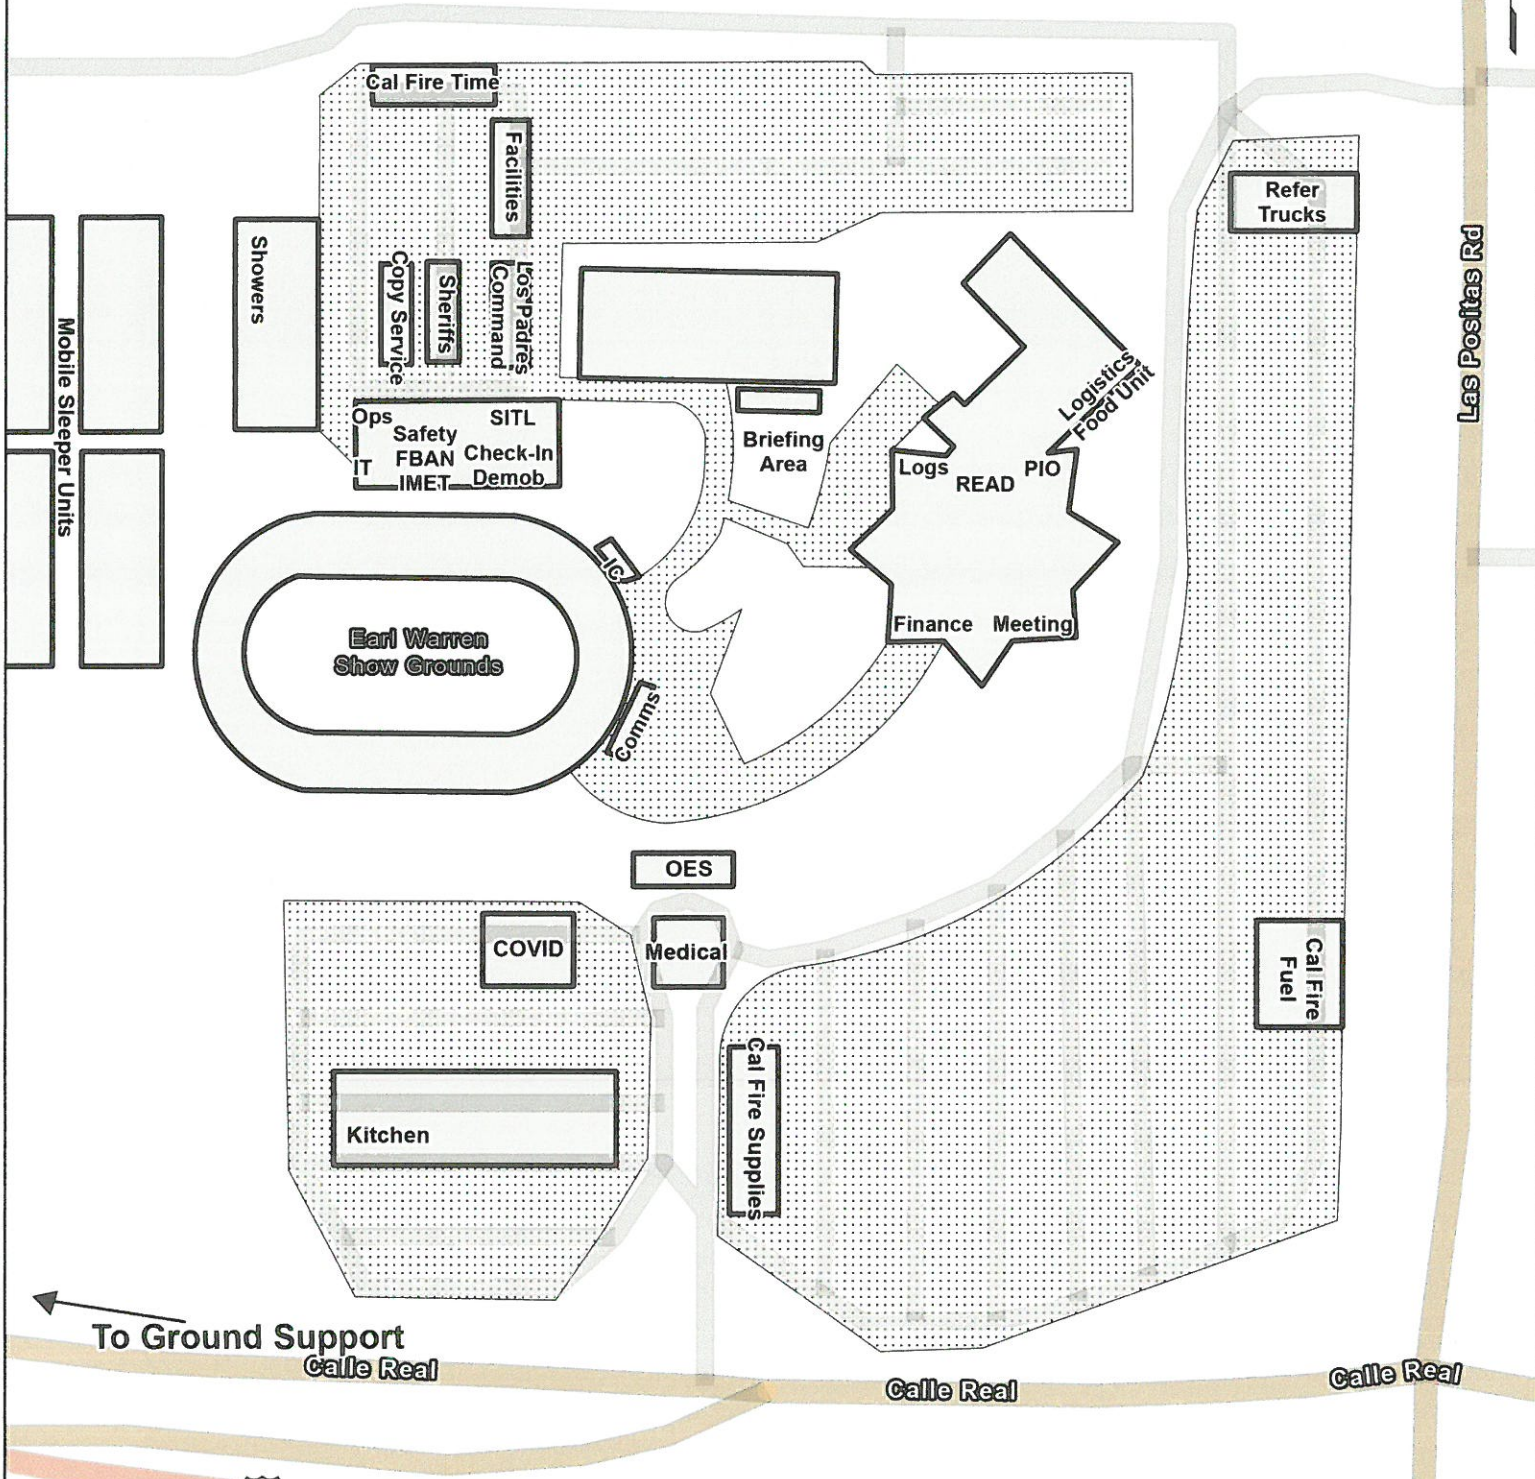 Cal Fire Time
Facilities
Refer
Trucks
Showers
Copy Service
Sheriffs
Los Padres
Command
Las Positas Rd
Mobile Sleeper Units
Logistics
Food Unit
Ops
SITL
Safety
IT
FBAN
Check-In
IMET
Demob
Briefing
Area
Logs
READ
PIO
IC
Finance
Meeting
Earl Warren
Show Grounds
Comms
OES
COVID
Medical
Cal Fire
Fuel
Cal Fire Supplies
Kitchen
To Ground Support
Calle Real
Calle Real
Calle Real